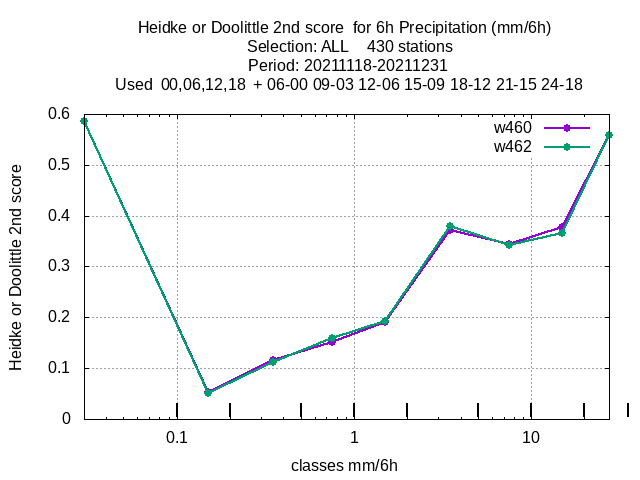 Heidke or Doolittle 2nd score  for 6h Precipitation (mm/6h)
Selection: ALL    430 stations
Period: 20211118-20211231
Used  00,06,12,18  + 06-00 09-03 12-06 15-09 18-12 21-15 24-18
w460
w462
Heidke or Doolittle 2nd score
0.6
0.5
0.4
0.3
0.2
0.1
0
0.1 1 10
classes mm/6h